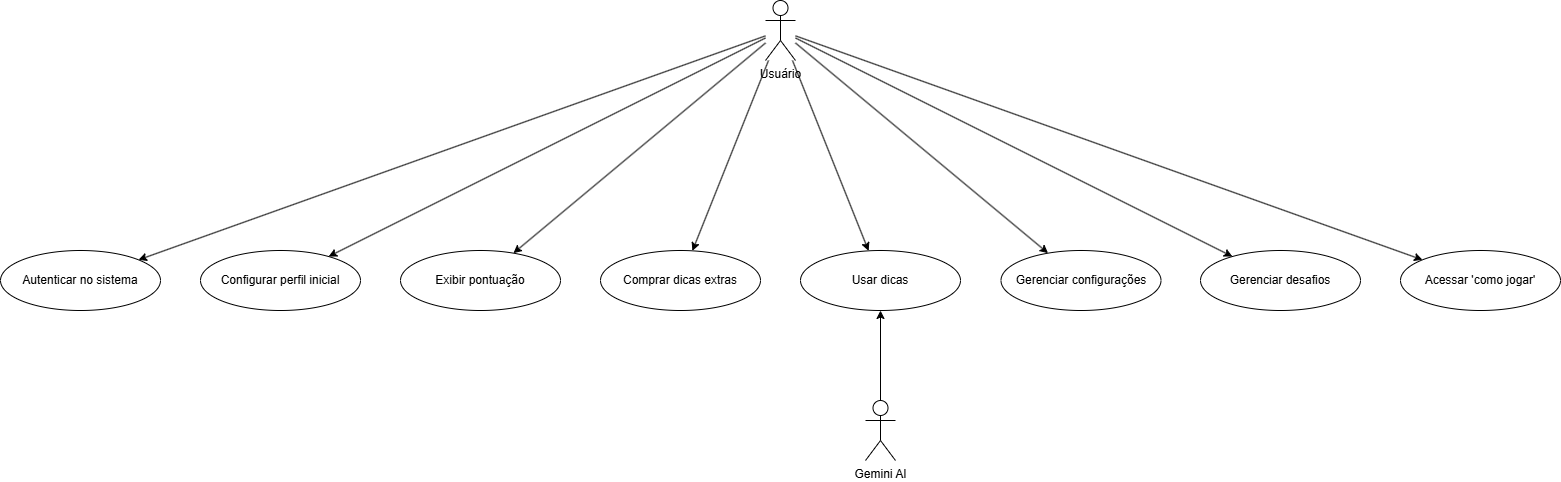 Usuário
Autenticar no sistema
Configurar perfil inicial
Exibir pontuação
Comprar dicas extras
Usar dicas
Gerenciar configurações
Gerenciar desafios
Acessar 'como jogar'
Gemini AI